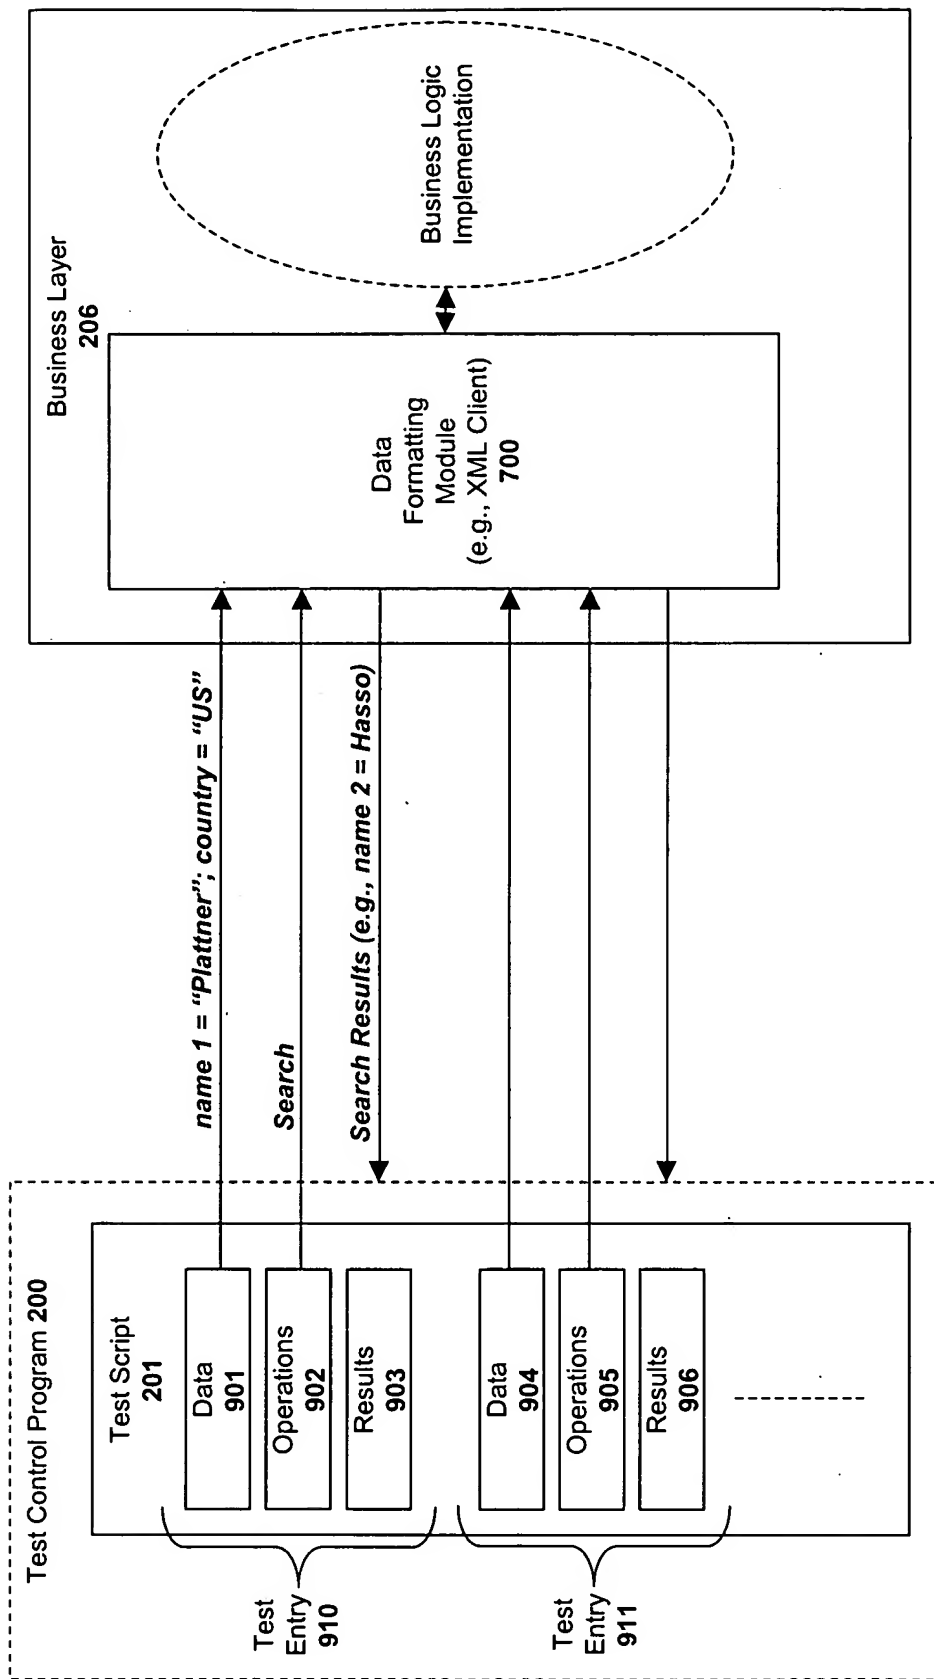 Test Control Program 200
Test Script
201
Data
901
Operations
902
Results
903
Data
904
Operations
905
Results
906
Test
Entry
910
Test
Entry
911
name 1 = “Plattner”; country = “US”
Search
Search Results (e.g., name 2 = Hasso)
Business Layer
206
Data
Formatting
Module
(e.g., XML Client)
700
Business Logic
Implementation